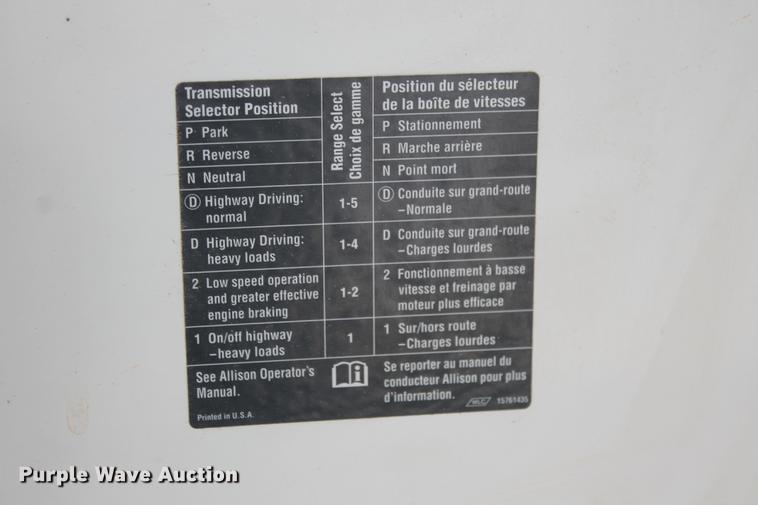 Transmission
Selector Position
P Park
R Reverse
N Neutral
Ⓓ Highway Driving:
normal
D Highway Driving:
heavy loads
2 Low speed operation
and greater effective
engine braking
1 On/off highway
–heavy loads
See Allison Operator's
Manual.
Printed in U.S.A.
Range Select
Choix de gamme
1-5
1-4
1-2
1
Position du sélecteur
de la boîte de vitesses
P Stationnement
R Marche arrière
N Point mort
Ⓓ Conduite sur grand-route
–Normale
D Conduite sur grand-route
–Charges lourdes
2 Fonctionnement à basse
vitesse et freinage par
moteur plus efficace
1 Sur/hors route
–Charges lourdes
Se reporter au manuel du
conducteur Allison pour plus
d'information.
15761435
Purple Wave Auction